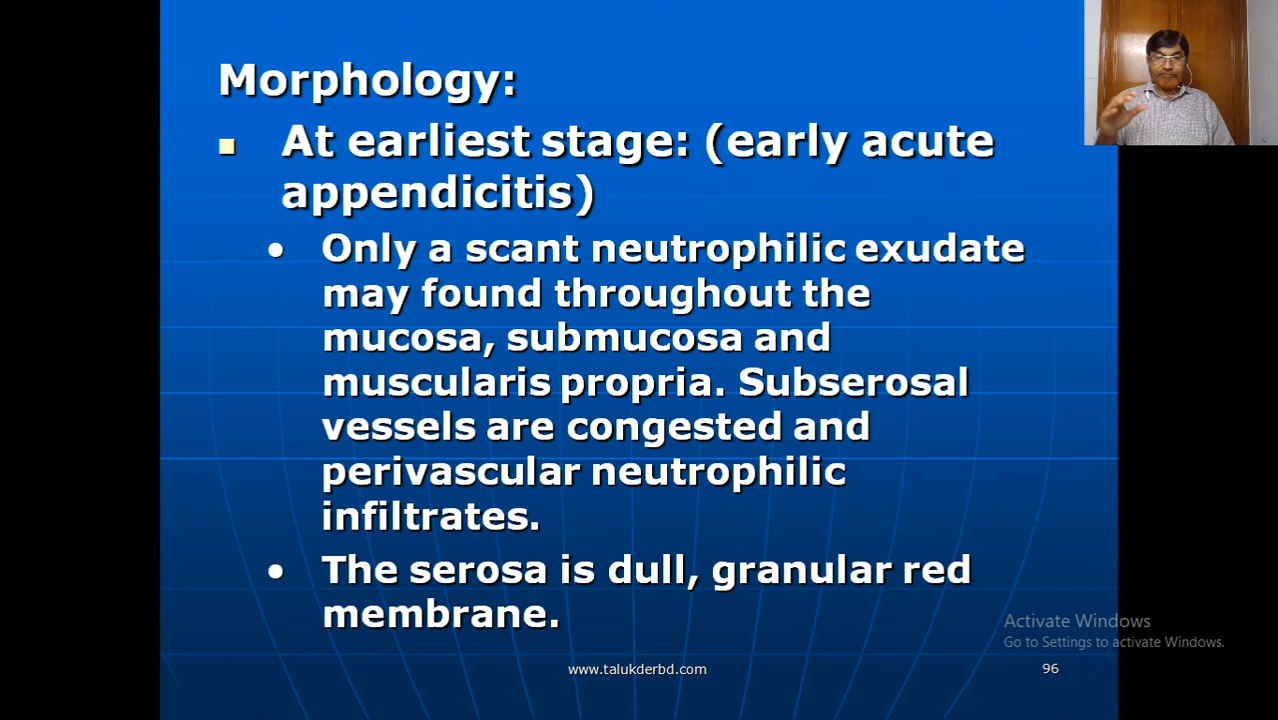 Morphology:
At earliest stage: (early acute
appendicitis)
Only a scant neutrophilic exudate
may found throughout the
mucosa, submucosa and
muscularis propria. Subserosal
vessels are congested and
perivascular neutrophilic
infiltrates.
The serosa is dull, granular red
membrane.
Activate Windows
Go to Settings to activate Windows.
www.talukderbd.com
96